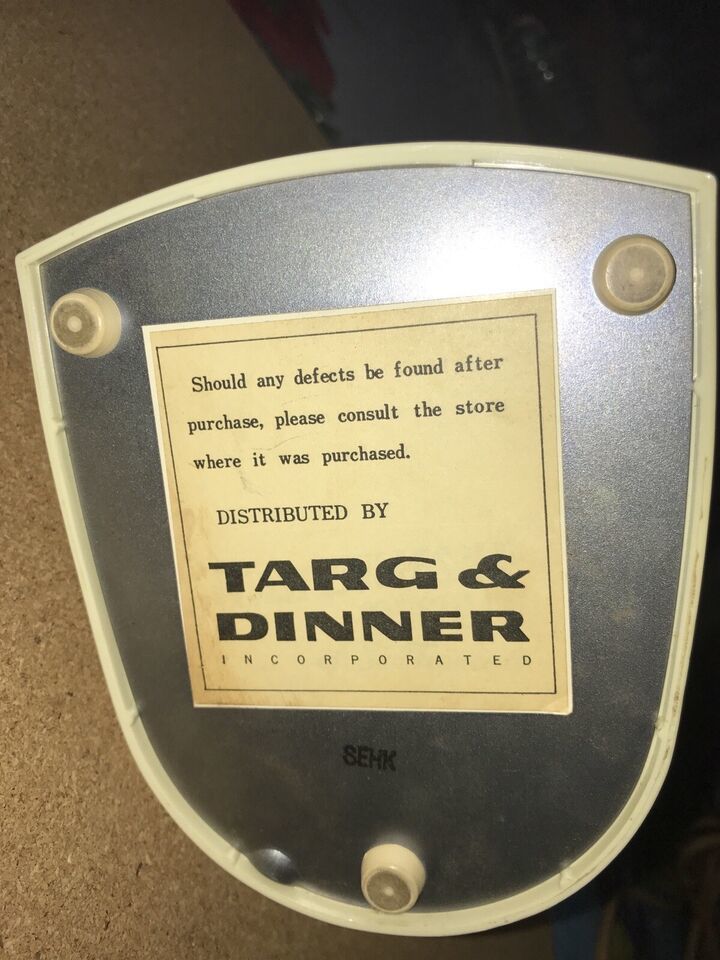 Should any defects be found after
purchase, please consult the store
where it was purchased.
DISTRIBUTED BY
TARG &
DINNER
INCORPORATED
SEHK